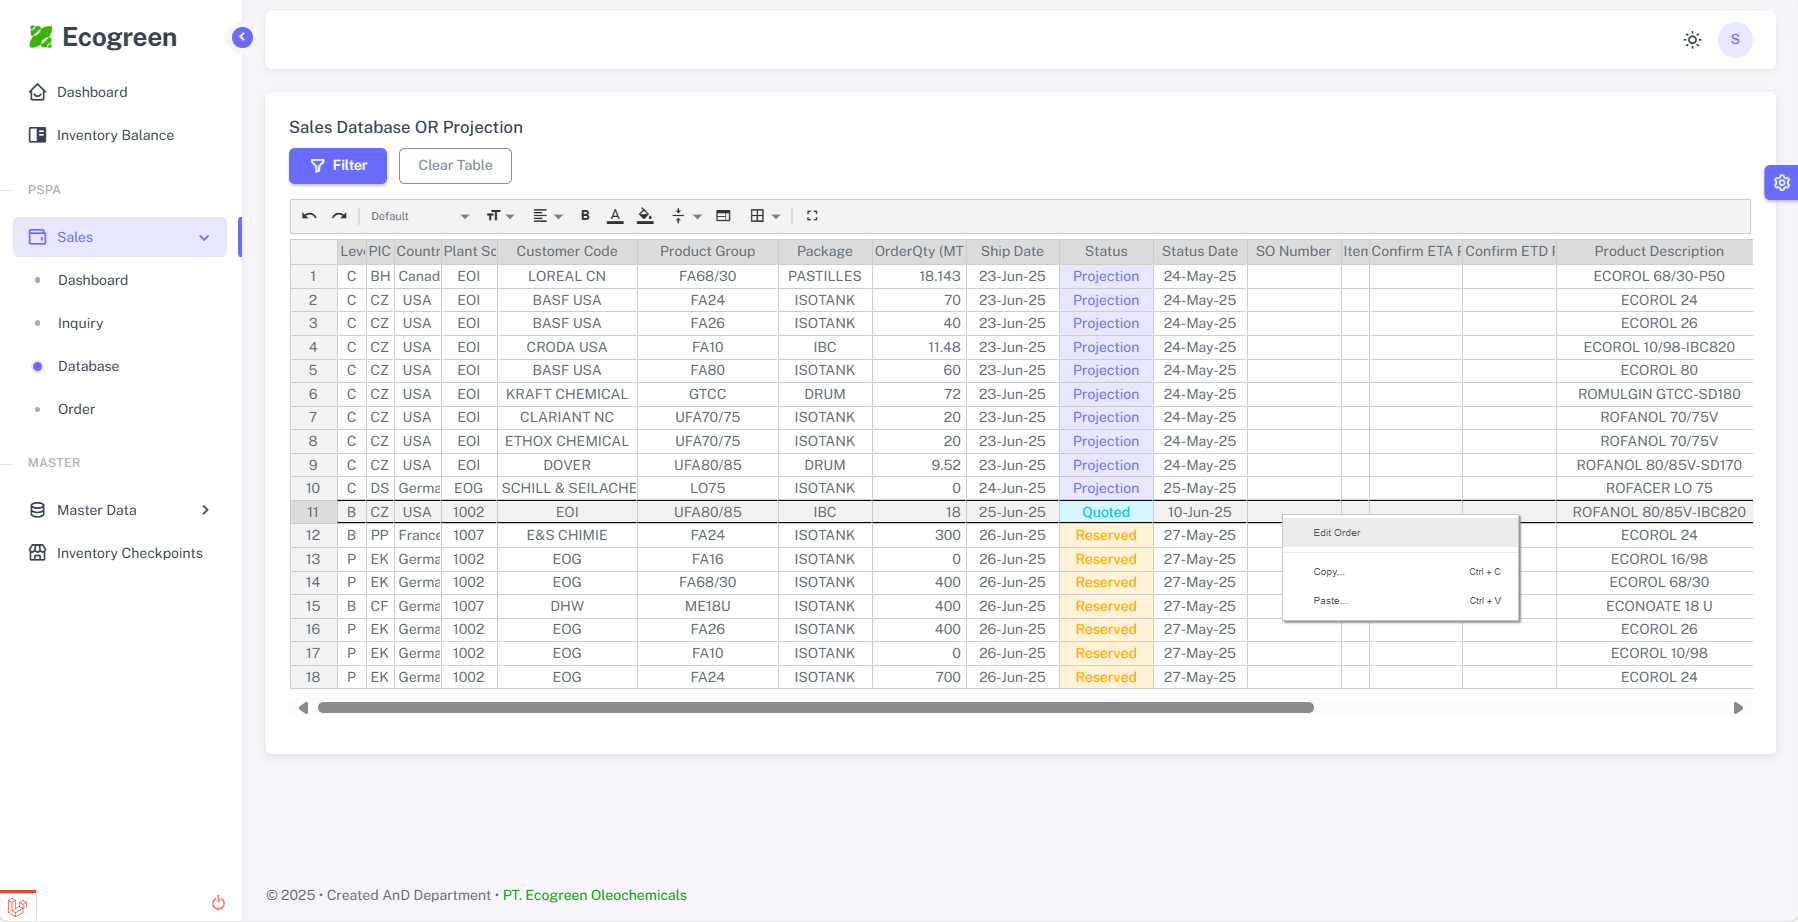 Ecogreen
S
Dashboard
Inventory Balance
PSPA
Sales
Dashboard
Inquiry
Database
Order
MASTER
Master Data
Inventory Checkpoints
Sales Database OR Projection
Filter
Clear Table
Default
Leve PIC Countr Plant Sc Customer Code Product Group Package OrderQty (MT Ship Date Status Status Date SO Number Item Confirm ETA P Confirm ETD P Product Description
1 C BH Canad EOI LOREAL CN FA68/30 PASTILLES 18.143 23-Jun-25 Projection 24-May-25 ECOROL 68/30-P50
2 C CZ USA EOI BASF USA FA24 ISOTANK 70 23-Jun-25 Projection 24-May-25 ECOROL 24
3 C CZ USA EOI BASF USA FA26 ISOTANK 40 23-Jun-25 Projection 24-May-25 ECOROL 26
4 C CZ USA EOI CRODA USA FA10 IBC 11.48 23-Jun-25 Projection 24-May-25 ECOROL 10/98-IBC820
5 C CZ USA EOI BASF USA FA80 ISOTANK 60 23-Jun-25 Projection 24-May-25 ECOROL 80
6 C CZ USA EOI KRAFT CHEMICAL GTCC DRUM 72 23-Jun-25 Projection 24-May-25 ROMULGIN GTCC-SD180
7 C CZ USA EOI CLARIANT NC UFA70/75 ISOTANK 20 23-Jun-25 Projection 24-May-25 ROFANOL 70/75V
8 C CZ USA EOI ETHOX CHEMICAL UFA70/75 ISOTANK 20 23-Jun-25 Projection 24-May-25 ROFANOL 70/75V
9 C CZ USA EOI DOVER UFA80/85 DRUM 9.52 23-Jun-25 Projection 24-May-25 ROFANOL 80/85V-SD170
10 C DS Germa EOG SCHILL & SEILACHE LO75 ISOTANK 0 24-Jun-25 Projection 25-May-25 ROFACER LO 75
11 B CZ USA 1002 EOI UFA80/85 IBC 18 25-Jun-25 Quoted 10-Jun-25 ROFANOL 80/85V-IBC820
12 B PP France 1007 E&S CHIMIE FA24 ISOTANK 300 26-Jun-25 Reserved 27-May-25 ECOROL 24
13 P EK Germa 1002 EOG FA16 ISOTANK 0 26-Jun-25 Reserved 27-May-25 ECOROL 16/98
14 P EK Germa 1002 EOG FA68/30 ISOTANK 400 26-Jun-25 Reserved 27-May-25 ECOROL 68/30
15 B CF Germa 1007 DHW ME18U ISOTANK 400 26-Jun-25 Reserved 27-May-25 ECONOATE 18 U
16 P EK Germa 1002 EOG FA26 ISOTANK 400 26-Jun-25 Reserved 27-May-25 ECOROL 26
17 P EK Germa 1002 EOG FA10 ISOTANK 0 26-Jun-25 Reserved 27-May-25 ECOROL 10/98
18 P EK Germa 1002 EOG FA24 ISOTANK 700 26-Jun-25 Reserved 27-May-25 ECOROL 24
Edit Order
Copy... Ctrl + C
Paste... Ctrl + V
© 2025 • Created AnD Department • PT. Ecogreen Oleochemicals